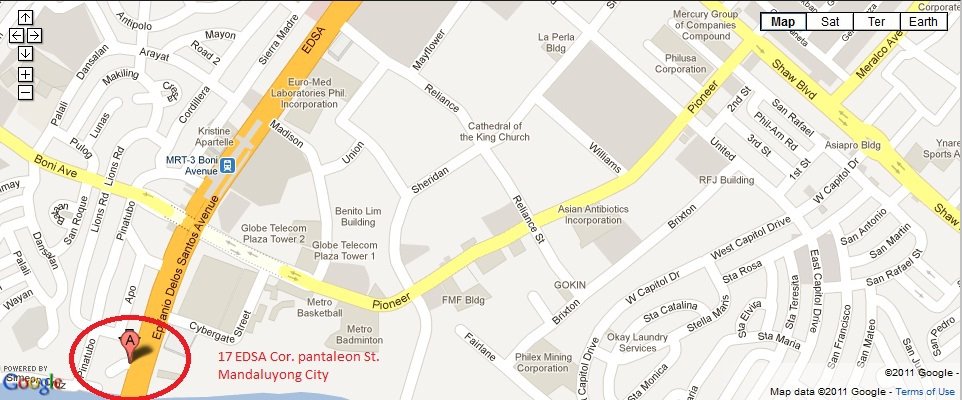 Map
Sat
Ter
Earth
Antipolo
Dansalan
Arayat
Mayon
Road 2
Sierra Madre
EDSA
Mayflower
La Perla
Bldg
Mercury Group
of Companies
Compound
Philusa
Corporation
Corporate
Meralco Avenue
Shaw Blvd
Makiling
Cordillera
Palali
Lunas
Pulog
Lions Rd
Kristine
Apartelle
Euro-Med
Laboratories Phil.
Incorporation
Madison
Union
Reliance
Cathedral of
the King Church
Sheridan
Williams
Pioneer
United
2nd St
3rd St
1st St
San Rafael
Phil-Am Rd
Asiapro Bldg
Ynare
Sports A
Boni Ave
MRT-3 Boni
Avenue
RFJ Building
W Capitol Dr
San Roque
Lions Rd
Pinatubo
Dansalan
Palali
Wayan
Apo
Epifanio Delos Santos Avenue
Benito Lim
Building
Globe Telecom
Plaza Tower 2
Globe Telecom
Plaza Tower 1
Reliance St
Asian Antibiotics
Incorporation
Brixton
West Capitol Drive
W Capitol Dr
Shaw
San Antonio
San Martin
San Rafael St
East Capitol Drive
Sta Rosa
Sta Teresita
Sta Catalina
Stella Maris
Sta Elvita
Sta Maria
San Francisco
San Mateo
Pedro
GOKIN
Brixton
Pioneer
FMF Bldg
Metro
Basketball
Metro
Badminton
Cybergate Street
Fairlane
Philex Mining
Corporation
Capitol Drive
Okay Laundry
Services
Sta Monica
A
Pinatubo
17 EDSA Cor. pantaleon St.
Mandaluyong City
POWERED BY
Google
©2011 Google -
Map data ©2011 Google - Terms of Use